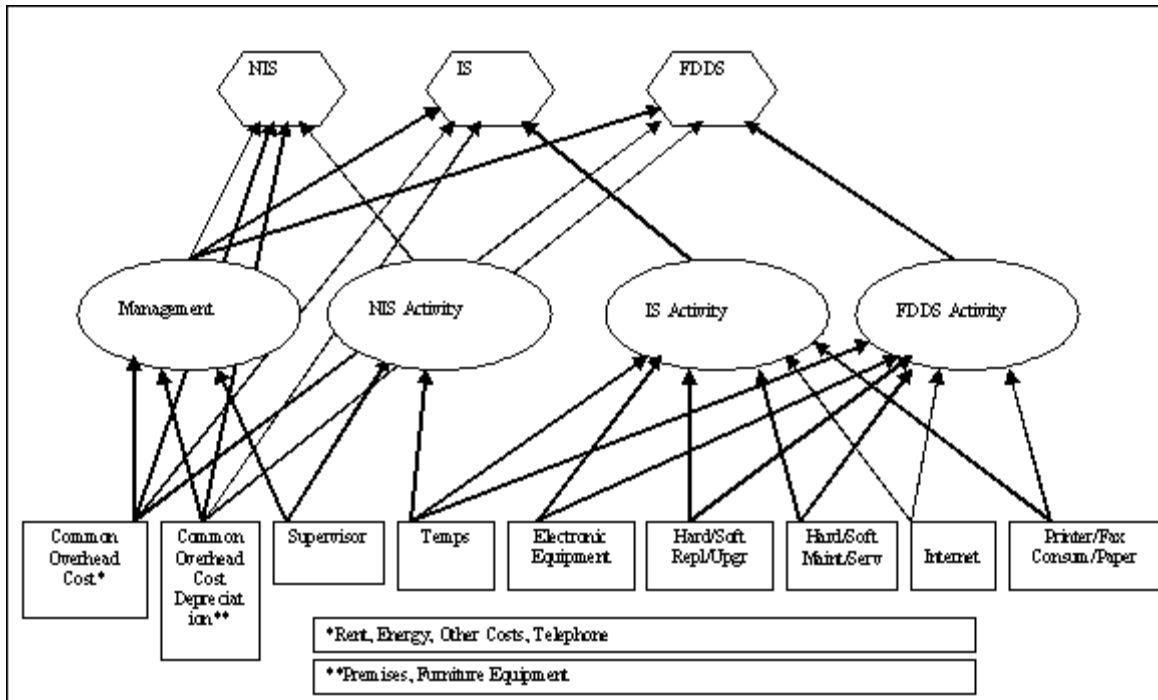 NIS
IS
FDDS
Management
NIS Activity
IS Activity
FDDS Activity
Common
Overhead
Cost*
Common
Overhead
Cost
Depreciat
ion**
Supervisor
Temps
Electronic
Equipment
Hard/Soft
Repl/Upgr
Hard/Soft
Maint/Serv
Internet
Printer/Fax
Consum/Paper
*Rent, Energy, Other Costs, Telephone
**Premises, Furniture Equipment